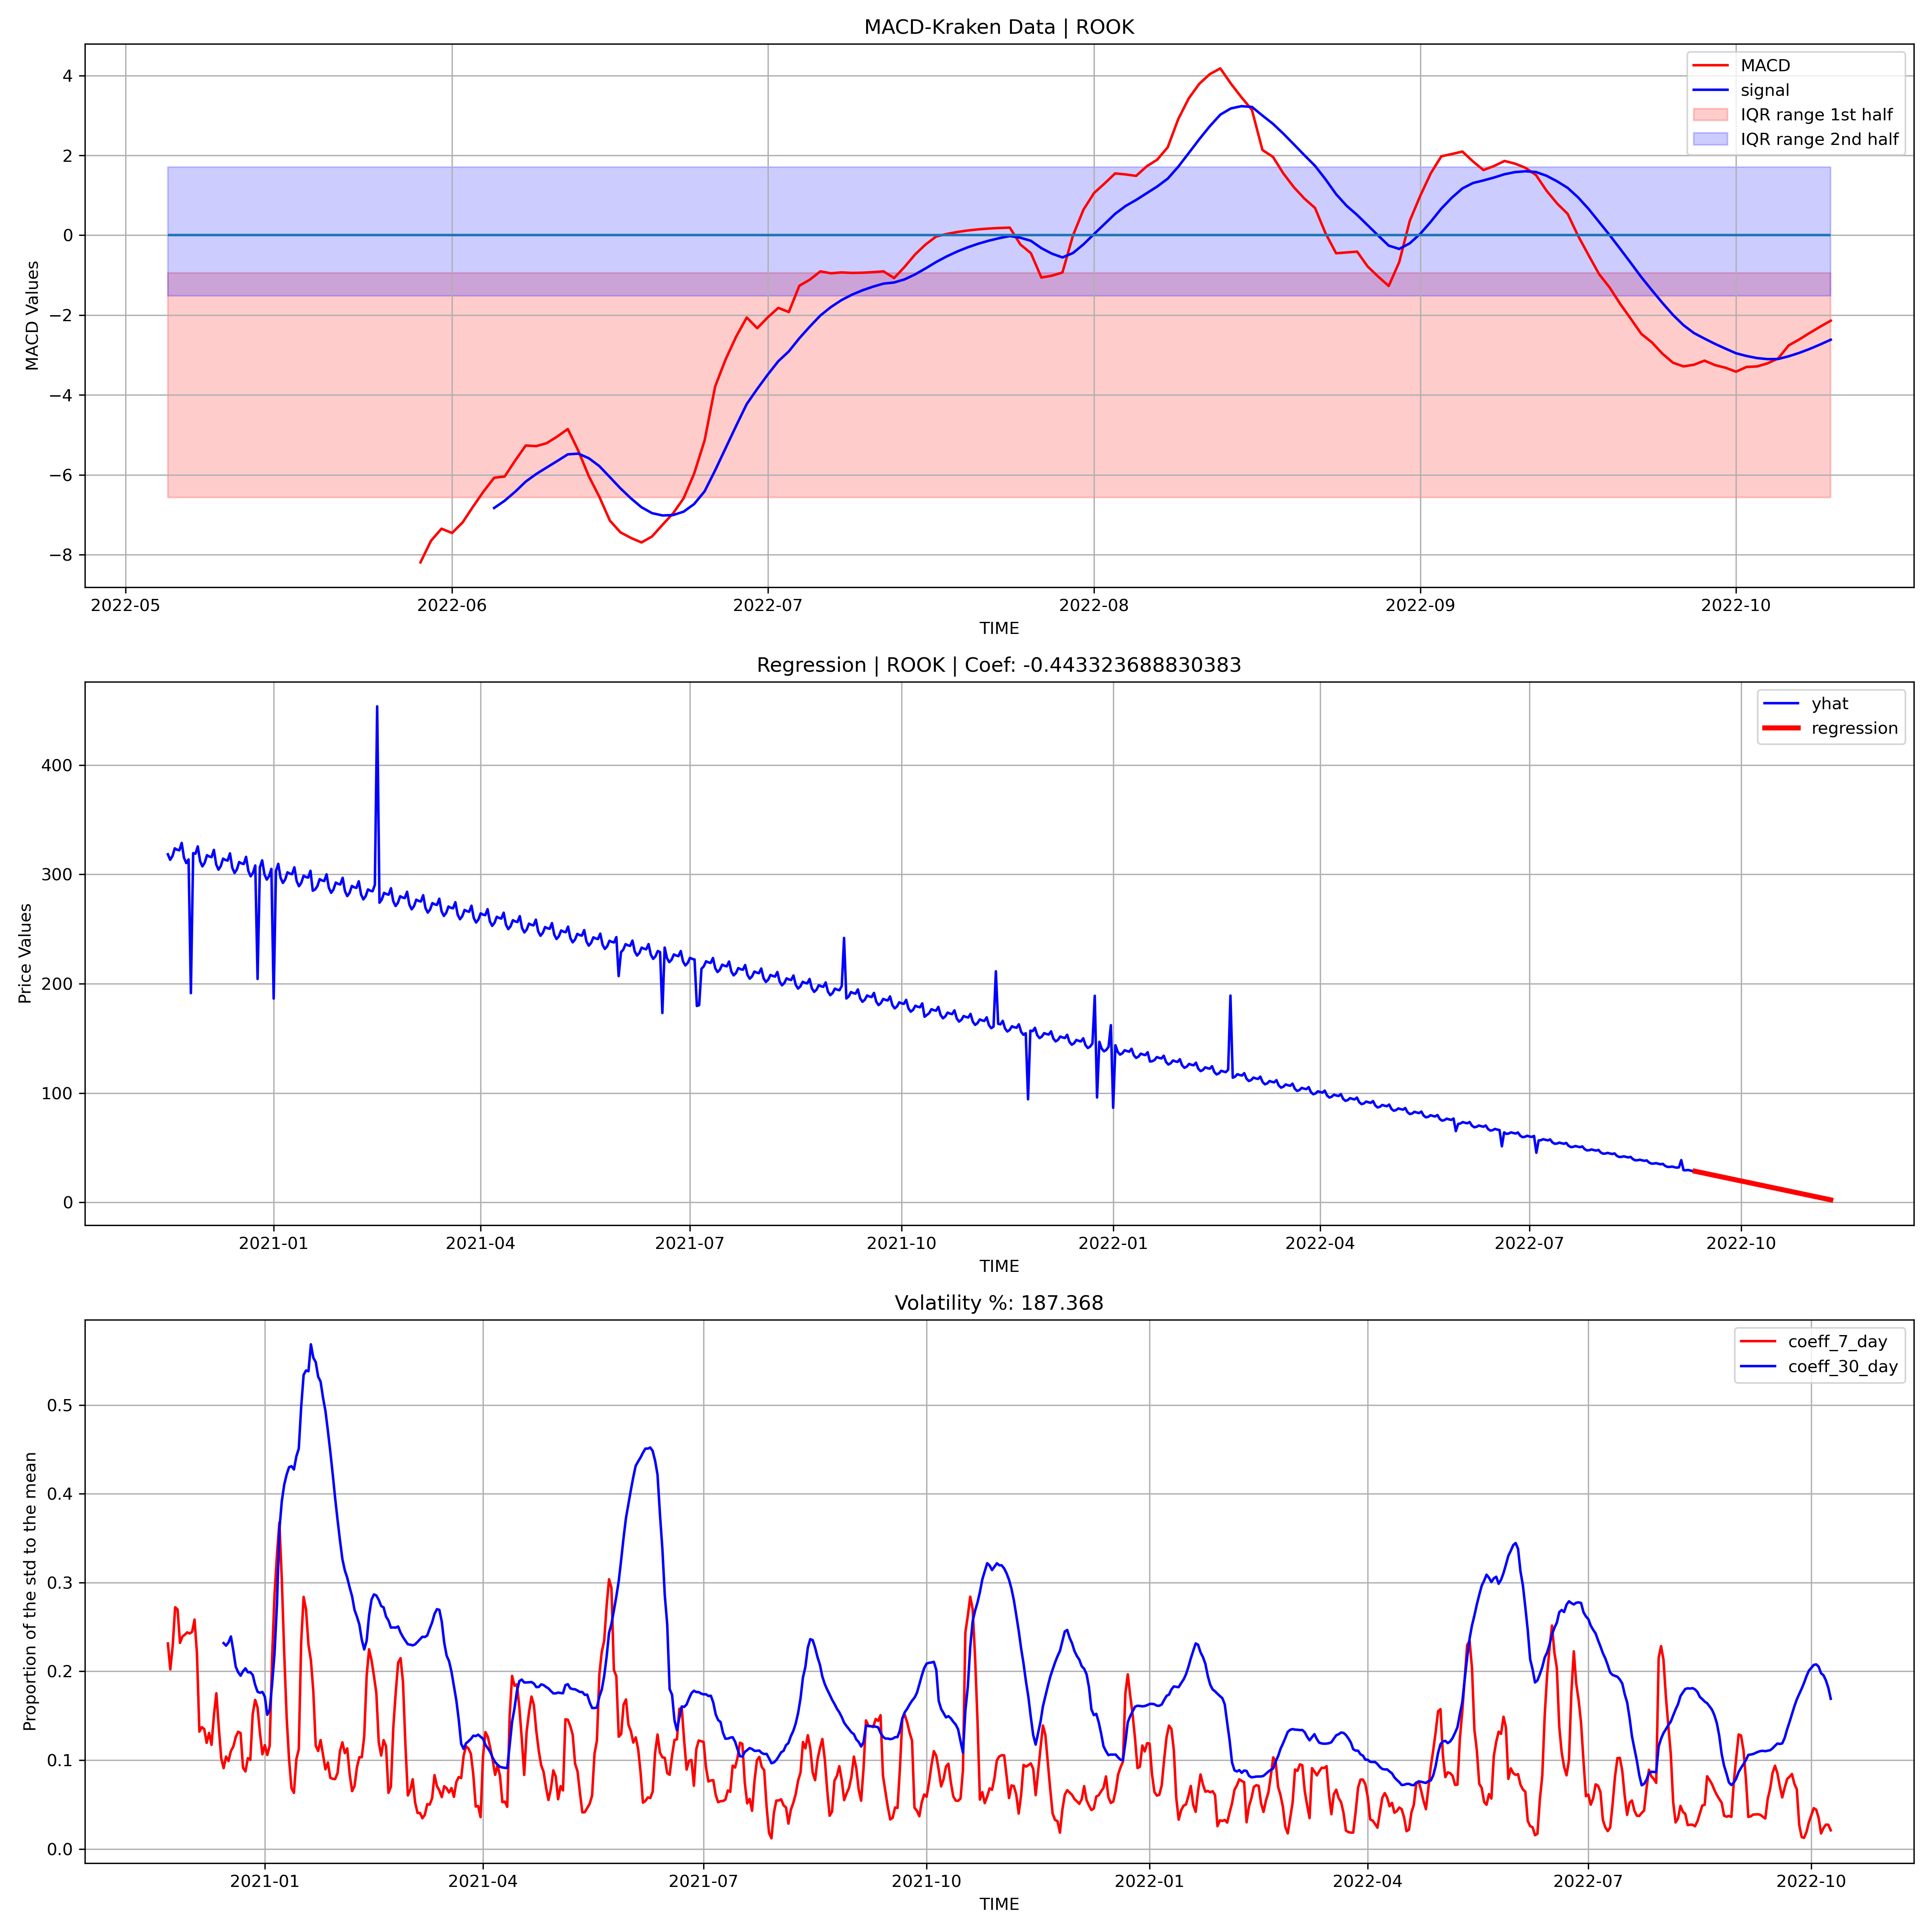 MACD-Kraken Data | ROOK
MACD
signal
IQR range 1st half
IQR range 2nd half
MACD Values
4
2
0
−2
−4
−6
−8
2022-05 2022-06 2022-07 2022-08 2022-09 2022-10
TIME
Regression | ROOK | Coef: -0.443323688830383
yhat
regression
Price Values
400
300
200
100
0
2021-01 2021-04 2021-07 2021-10 2022-01 2022-04 2022-07 2022-10
TIME
Volatility %: 187.368
coeff_7_day
coeff_30_day
Proportion of the std to the mean
0.5
0.4
0.3
0.2
0.1
0.0
2021-01 2021-04 2021-07 2021-10 2022-01 2022-04 2022-07 2022-10
TIME